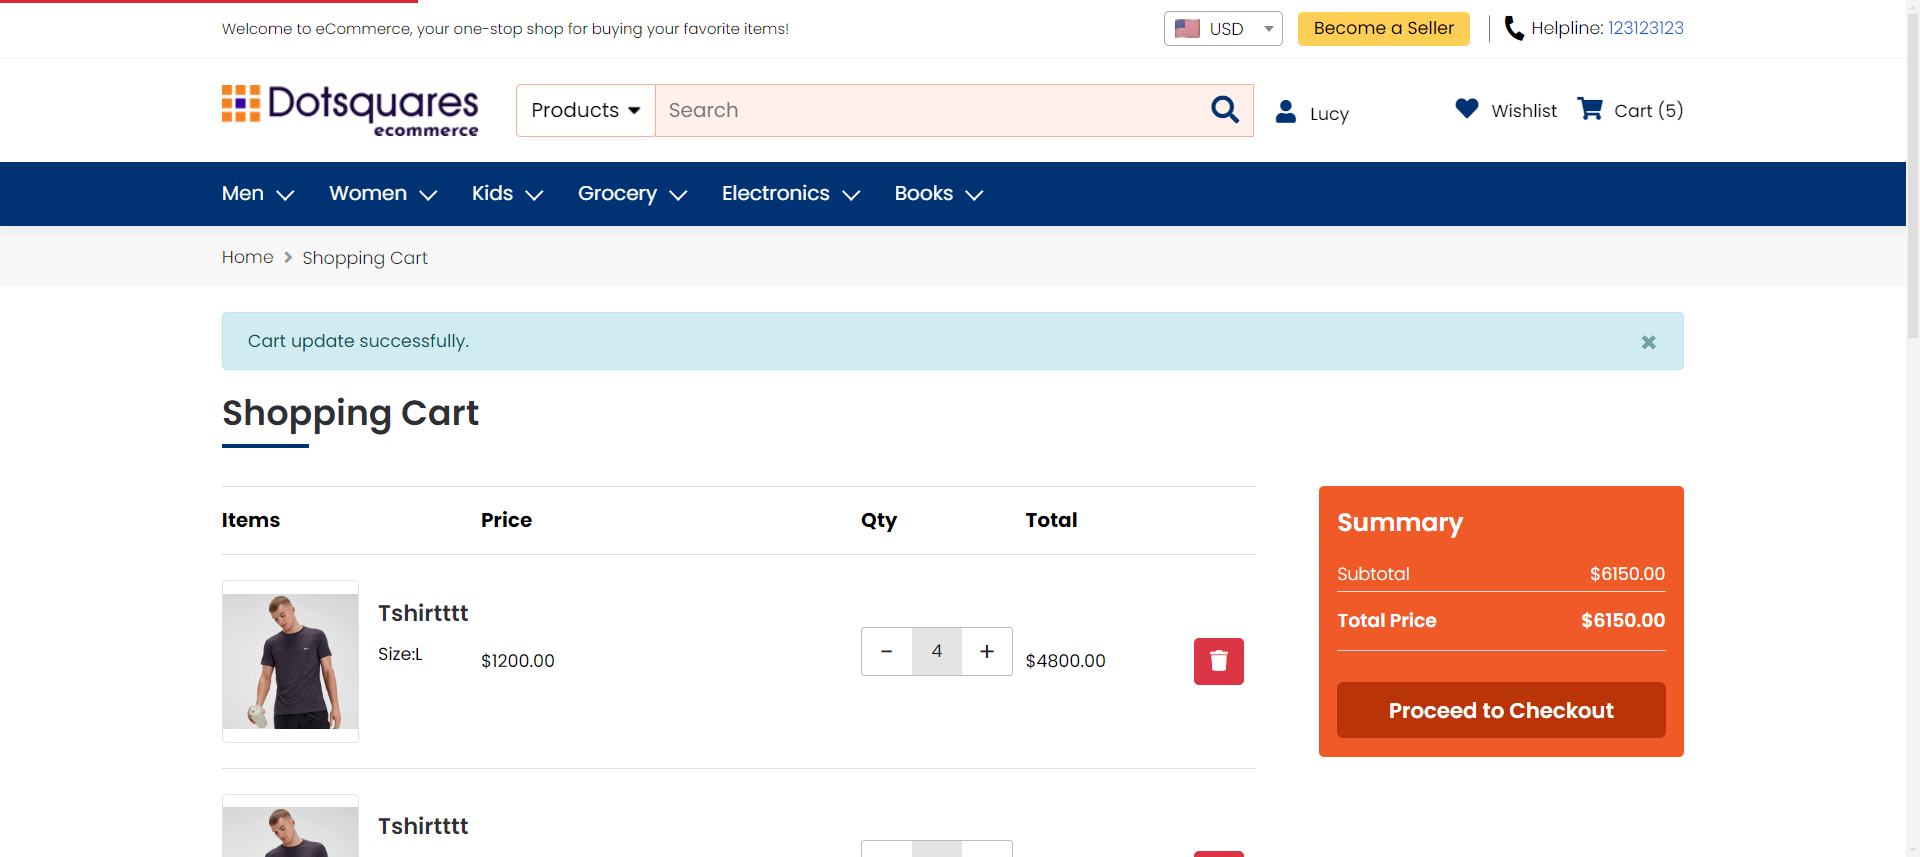 Welcome to eCommerce, your one-stop shop for buying your favorite items!
USD
Become a Seller
Helpline: 123123123
Dotsquares
ecommerce
Products
Search
Lucy
Wishlist
Cart (5)
Men
Women
Kids
Grocery
Electronics
Books
Home
Shopping Cart
Cart update successfully.
Shopping Cart
Items Price Qty Total
Tshirtttt
Size:L
$1200.00
4
$4800.00
Tshirtttt
Summary
Subtotal $6150.00
Total Price $6150.00
Proceed to Checkout